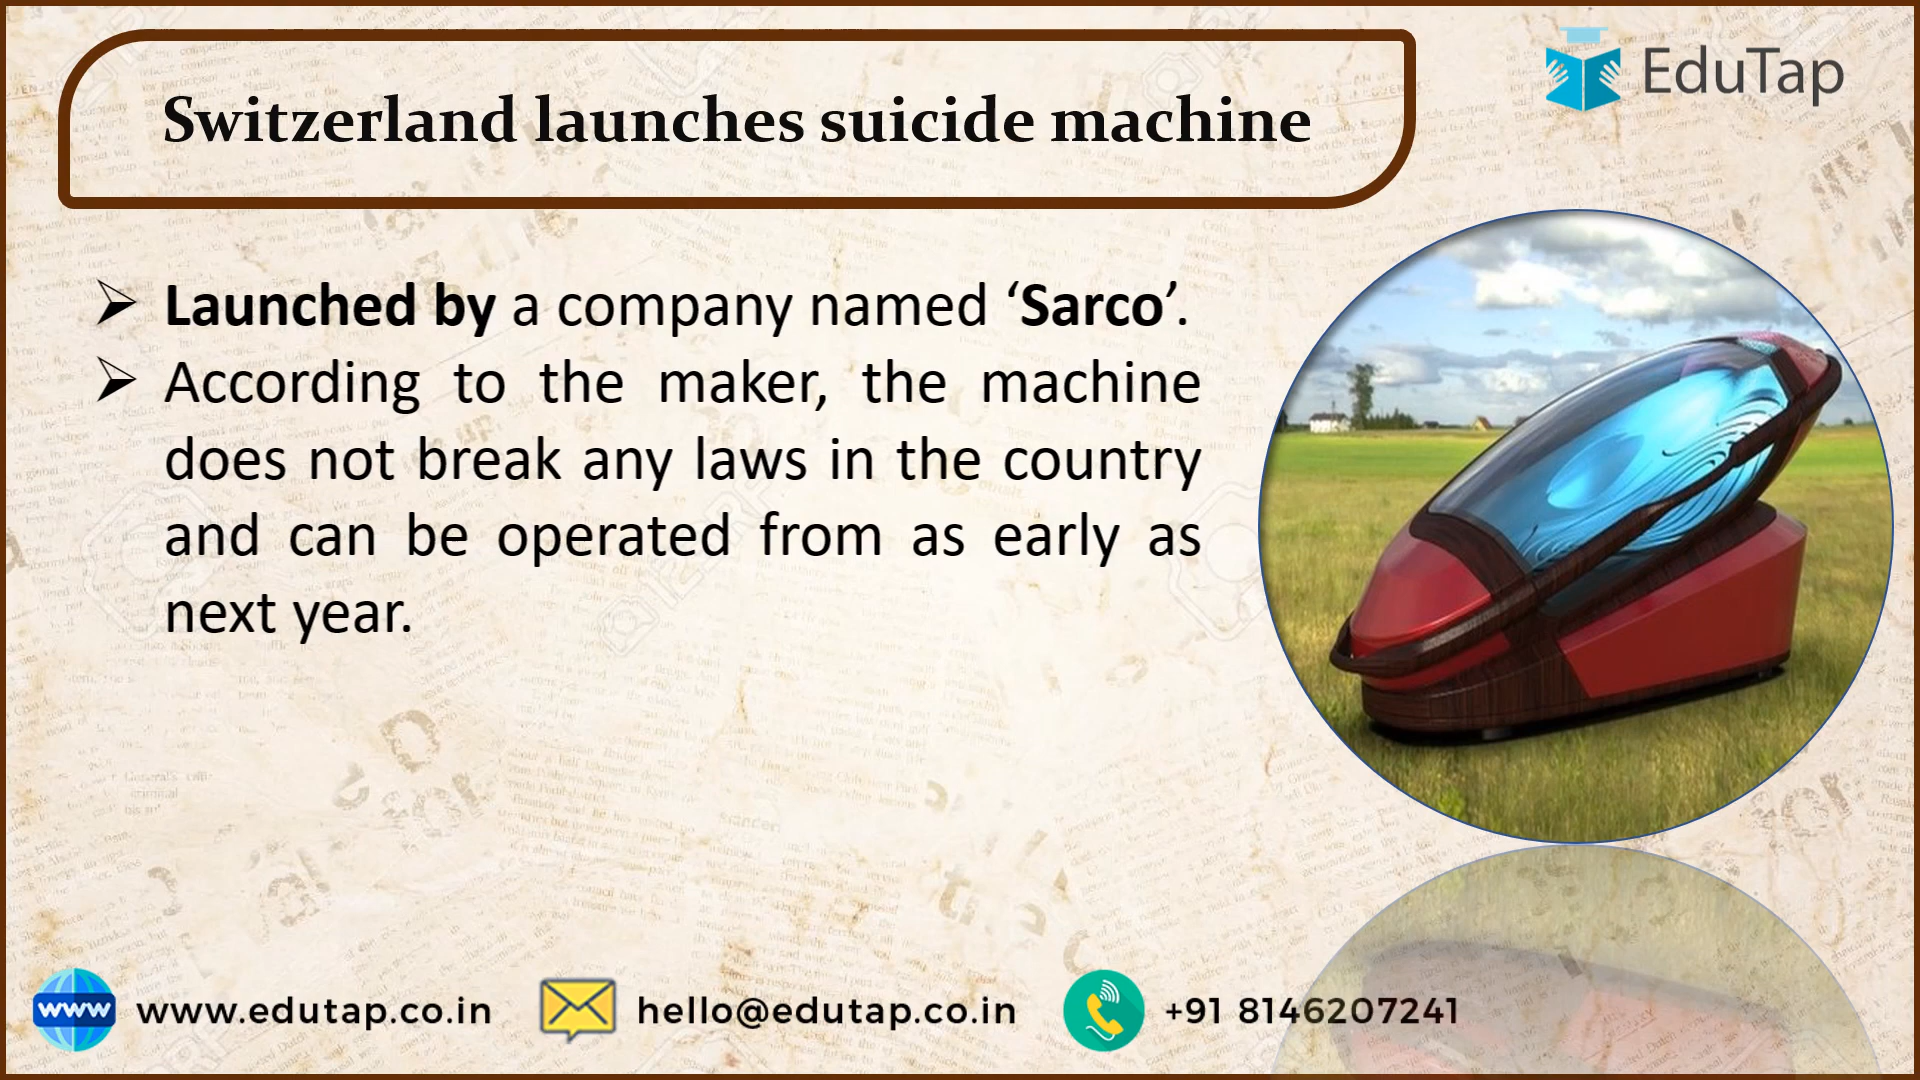 Switzerland launches suicide machine
EduTap
➢ Launched by a company named ‘Sarco’.
➢ According to the maker, the machine
does not break any laws in the country
and can be operated from as early as
next year.
www
www.edutap.co.in
hello@edutap.co.in
+91 8146207241